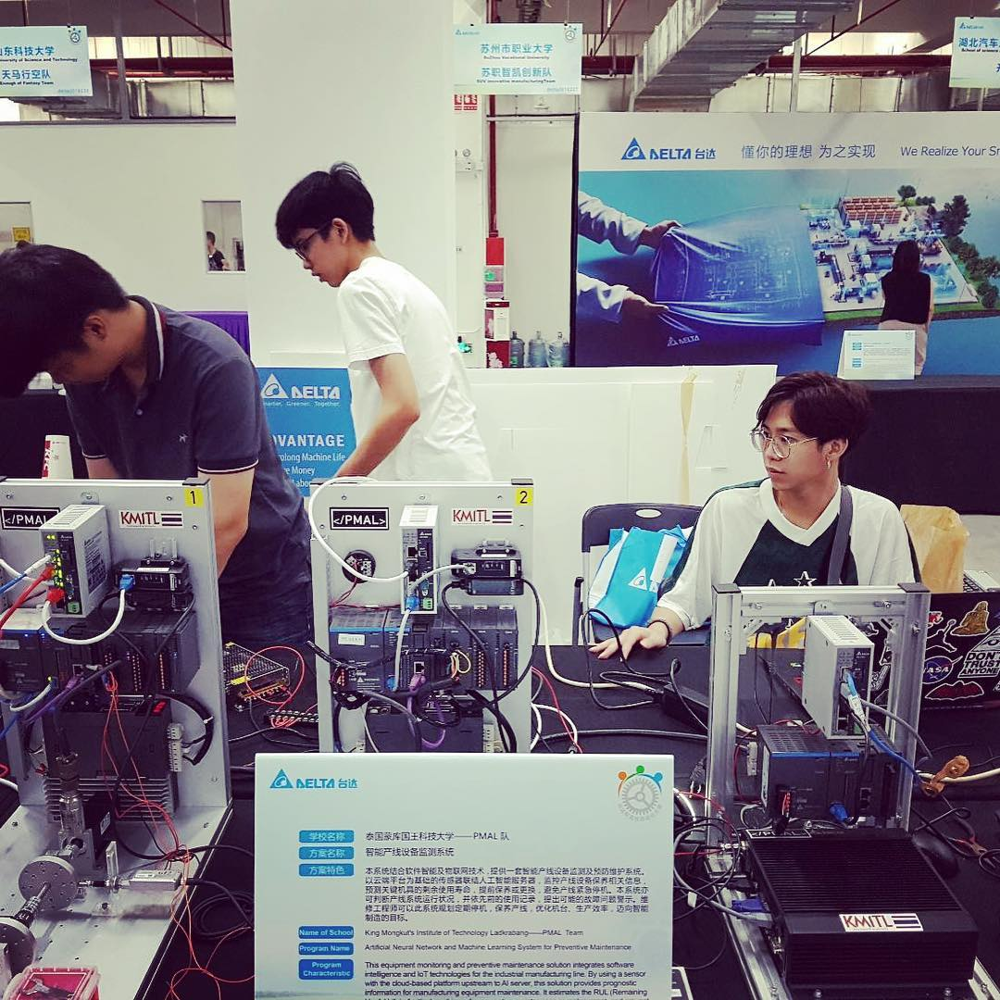 东科技大学
University of Science and Technology
天马行空队
苏州市职业大学
SuZhou Vocational University
苏职智凯创新队
SUV innovative manufacturing Team
湖北汽车
School of science
DELTA 台达
懂你的理想 为之实现
We Realize Your Sm
DELTA
DELTA
Smarter. Greener. Together.
DVANTAGE
rolong Machine Life
e Money
Labo
1
</PMAL>
KMITL
2
</PMAL>
KMITL
NASA
DON'T
TRUST
ANYONE
KMITL
DELTA 台达
学校名称 泰国蒙库国王科技大学——PMAL 队
方案名称 智能产线设备监测系统
方案特色 本系统结合软件智能及物联网技术，提供一套智能产线设备监测及预防维护系统。
以云端平台为基础的传感器联结人工智能服务器，监控产线设备保养相关信息，
预测关键机具的剩余使用寿命，提前保养或更换，避免产线紧急停机。本系统亦
可判断产线系统运行状况，并依先前的使用记录，提出可能的故障问题警示。维
修工程师可以此系统规划定期停机，保养产线，优化机台、生产效率，迈向智能
制造的目标。
Name of School King Mongkut's Institute of Technology Ladkrabang——PMAL Team
Program Name Artificial Neural Network and Machine Learning System for Preventive Maintenance
Program Characteristic This equipment monitoring and preventive maintenance solution integrates software
intelligence and IoT technologies for the industrial manufacturing line. By using a sensor
with the cloud-based platform upstream to AI server, this solution provides prognostic
information for manufacturing equipment maintenance. It estimates the RUL (Remaining